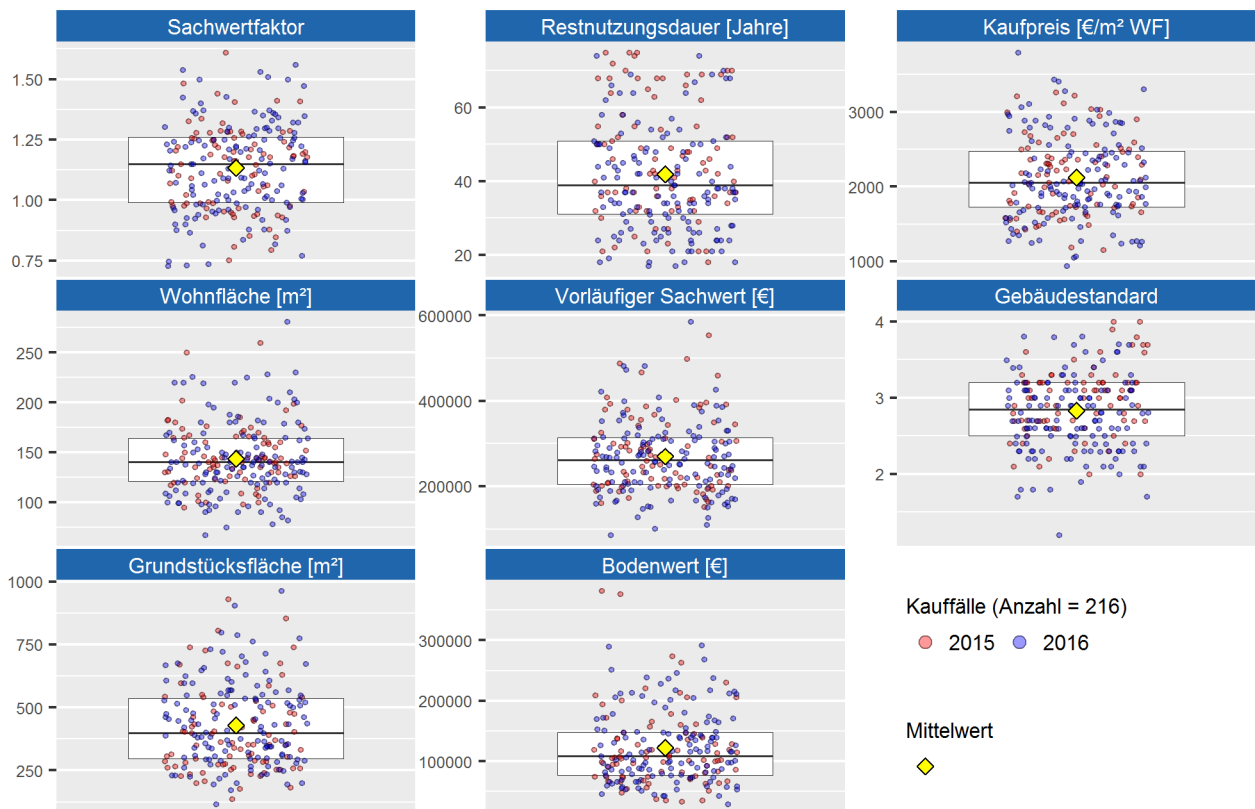 Sachwertfaktor
Restnutzungsdauer [Jahre]
Kaufpreis [€/m² WF]
1.50
1.25
1.00
0.75
60
40
20
3000
2000
1000
Wohnfläche [m²]
Vorläufiger Sachwert [€]
Gebäudestandard
250
200
150
100
600000
400000
200000
4
3
2
Grundstücksfläche [m²]
Bodenwert [€]
1000
750
500
250
300000
200000
100000
Kauffälle (Anzahl = 216)
2015 2016
Mittelwert